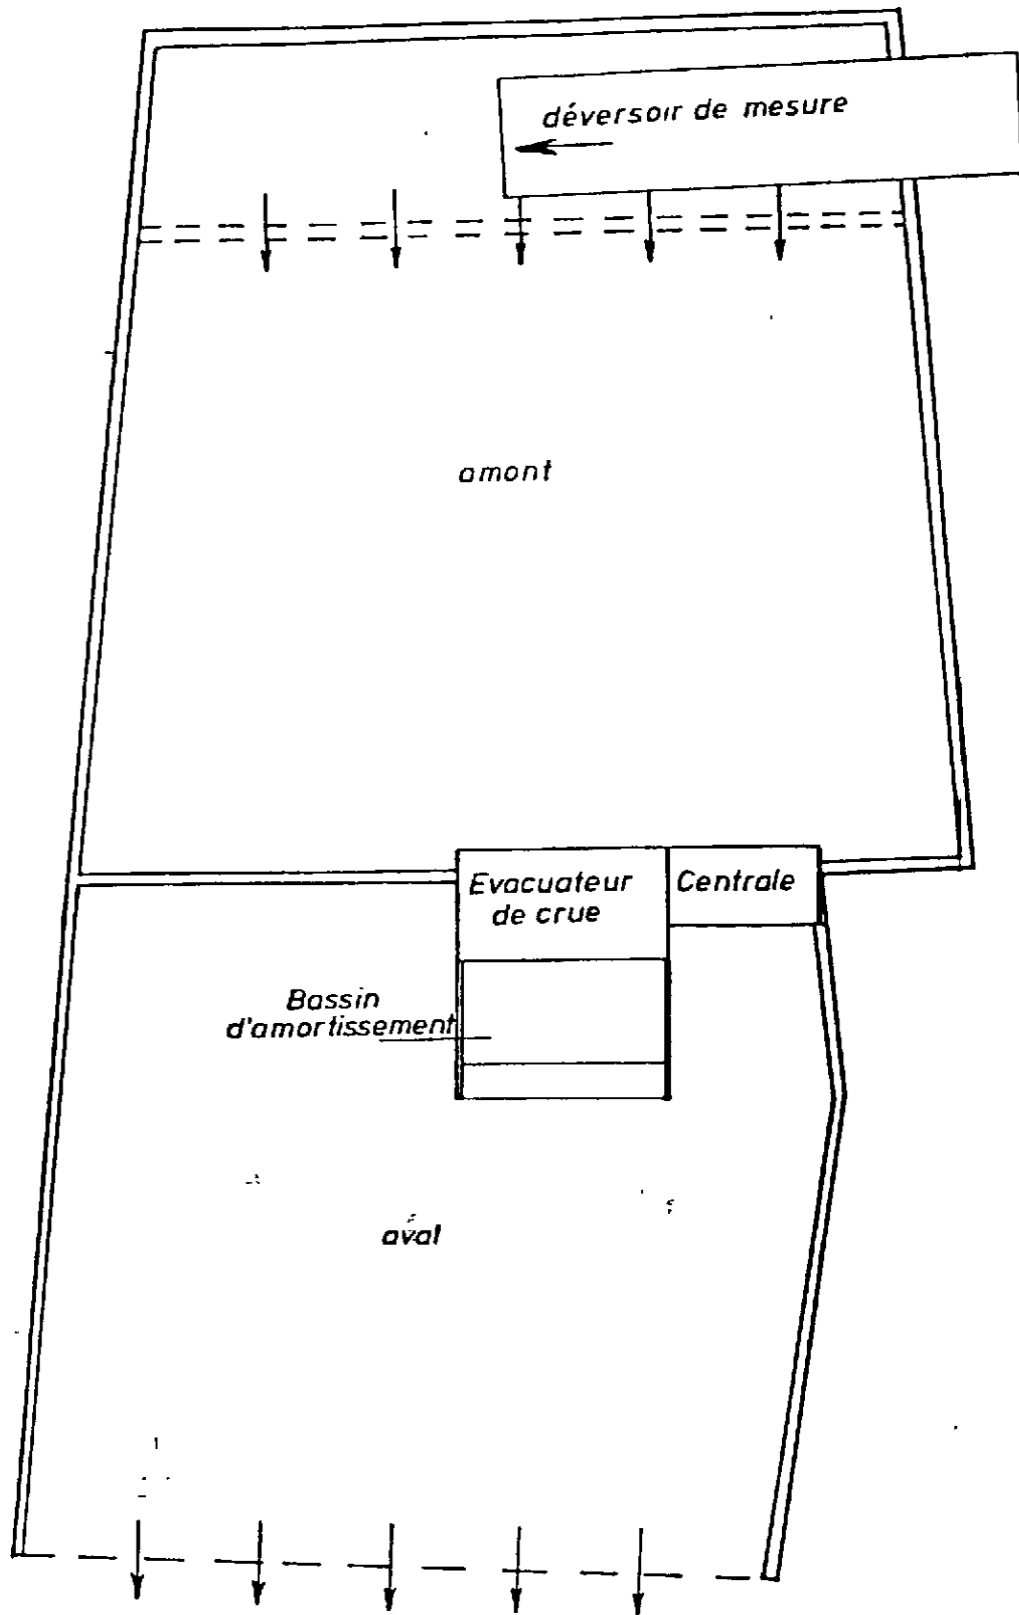 déversoir de mesure
amont
Evacuateur
de crue
Centrale
Bassin
d'amortissement
aval